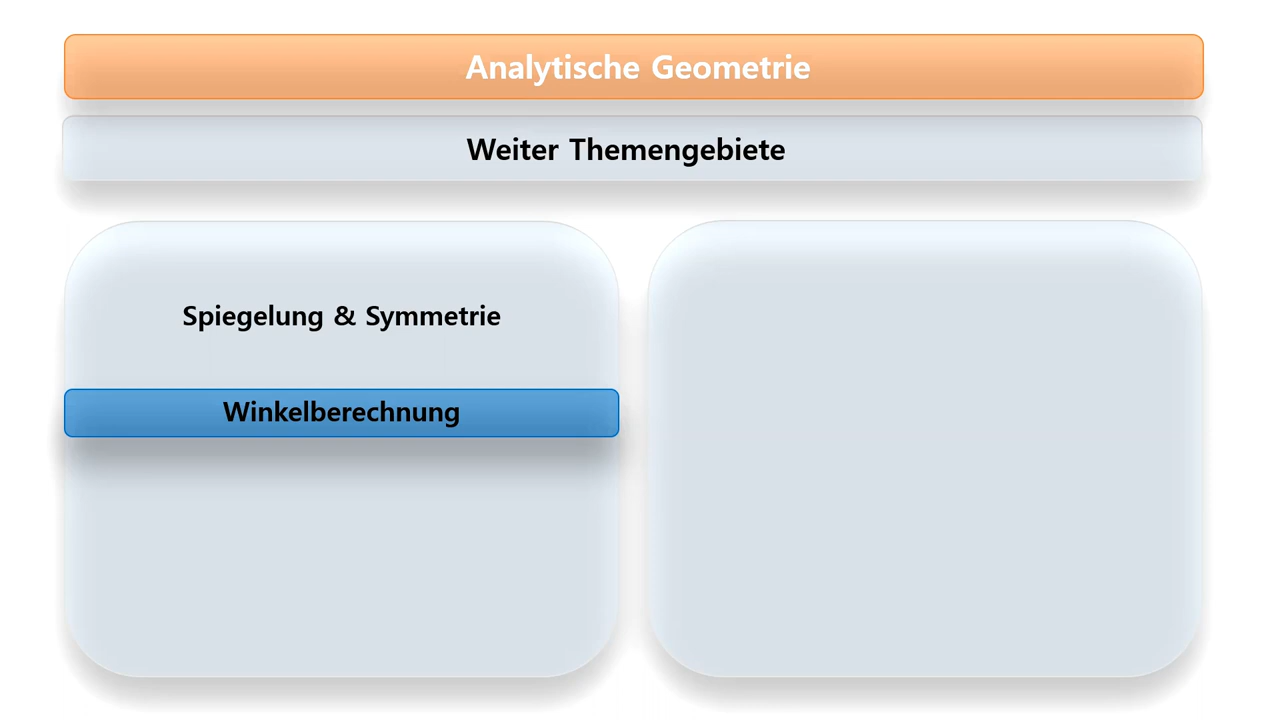 Analytische Geometrie
Weiter Themengebiete
Spiegelung & Symmetrie
Winkelberechnung